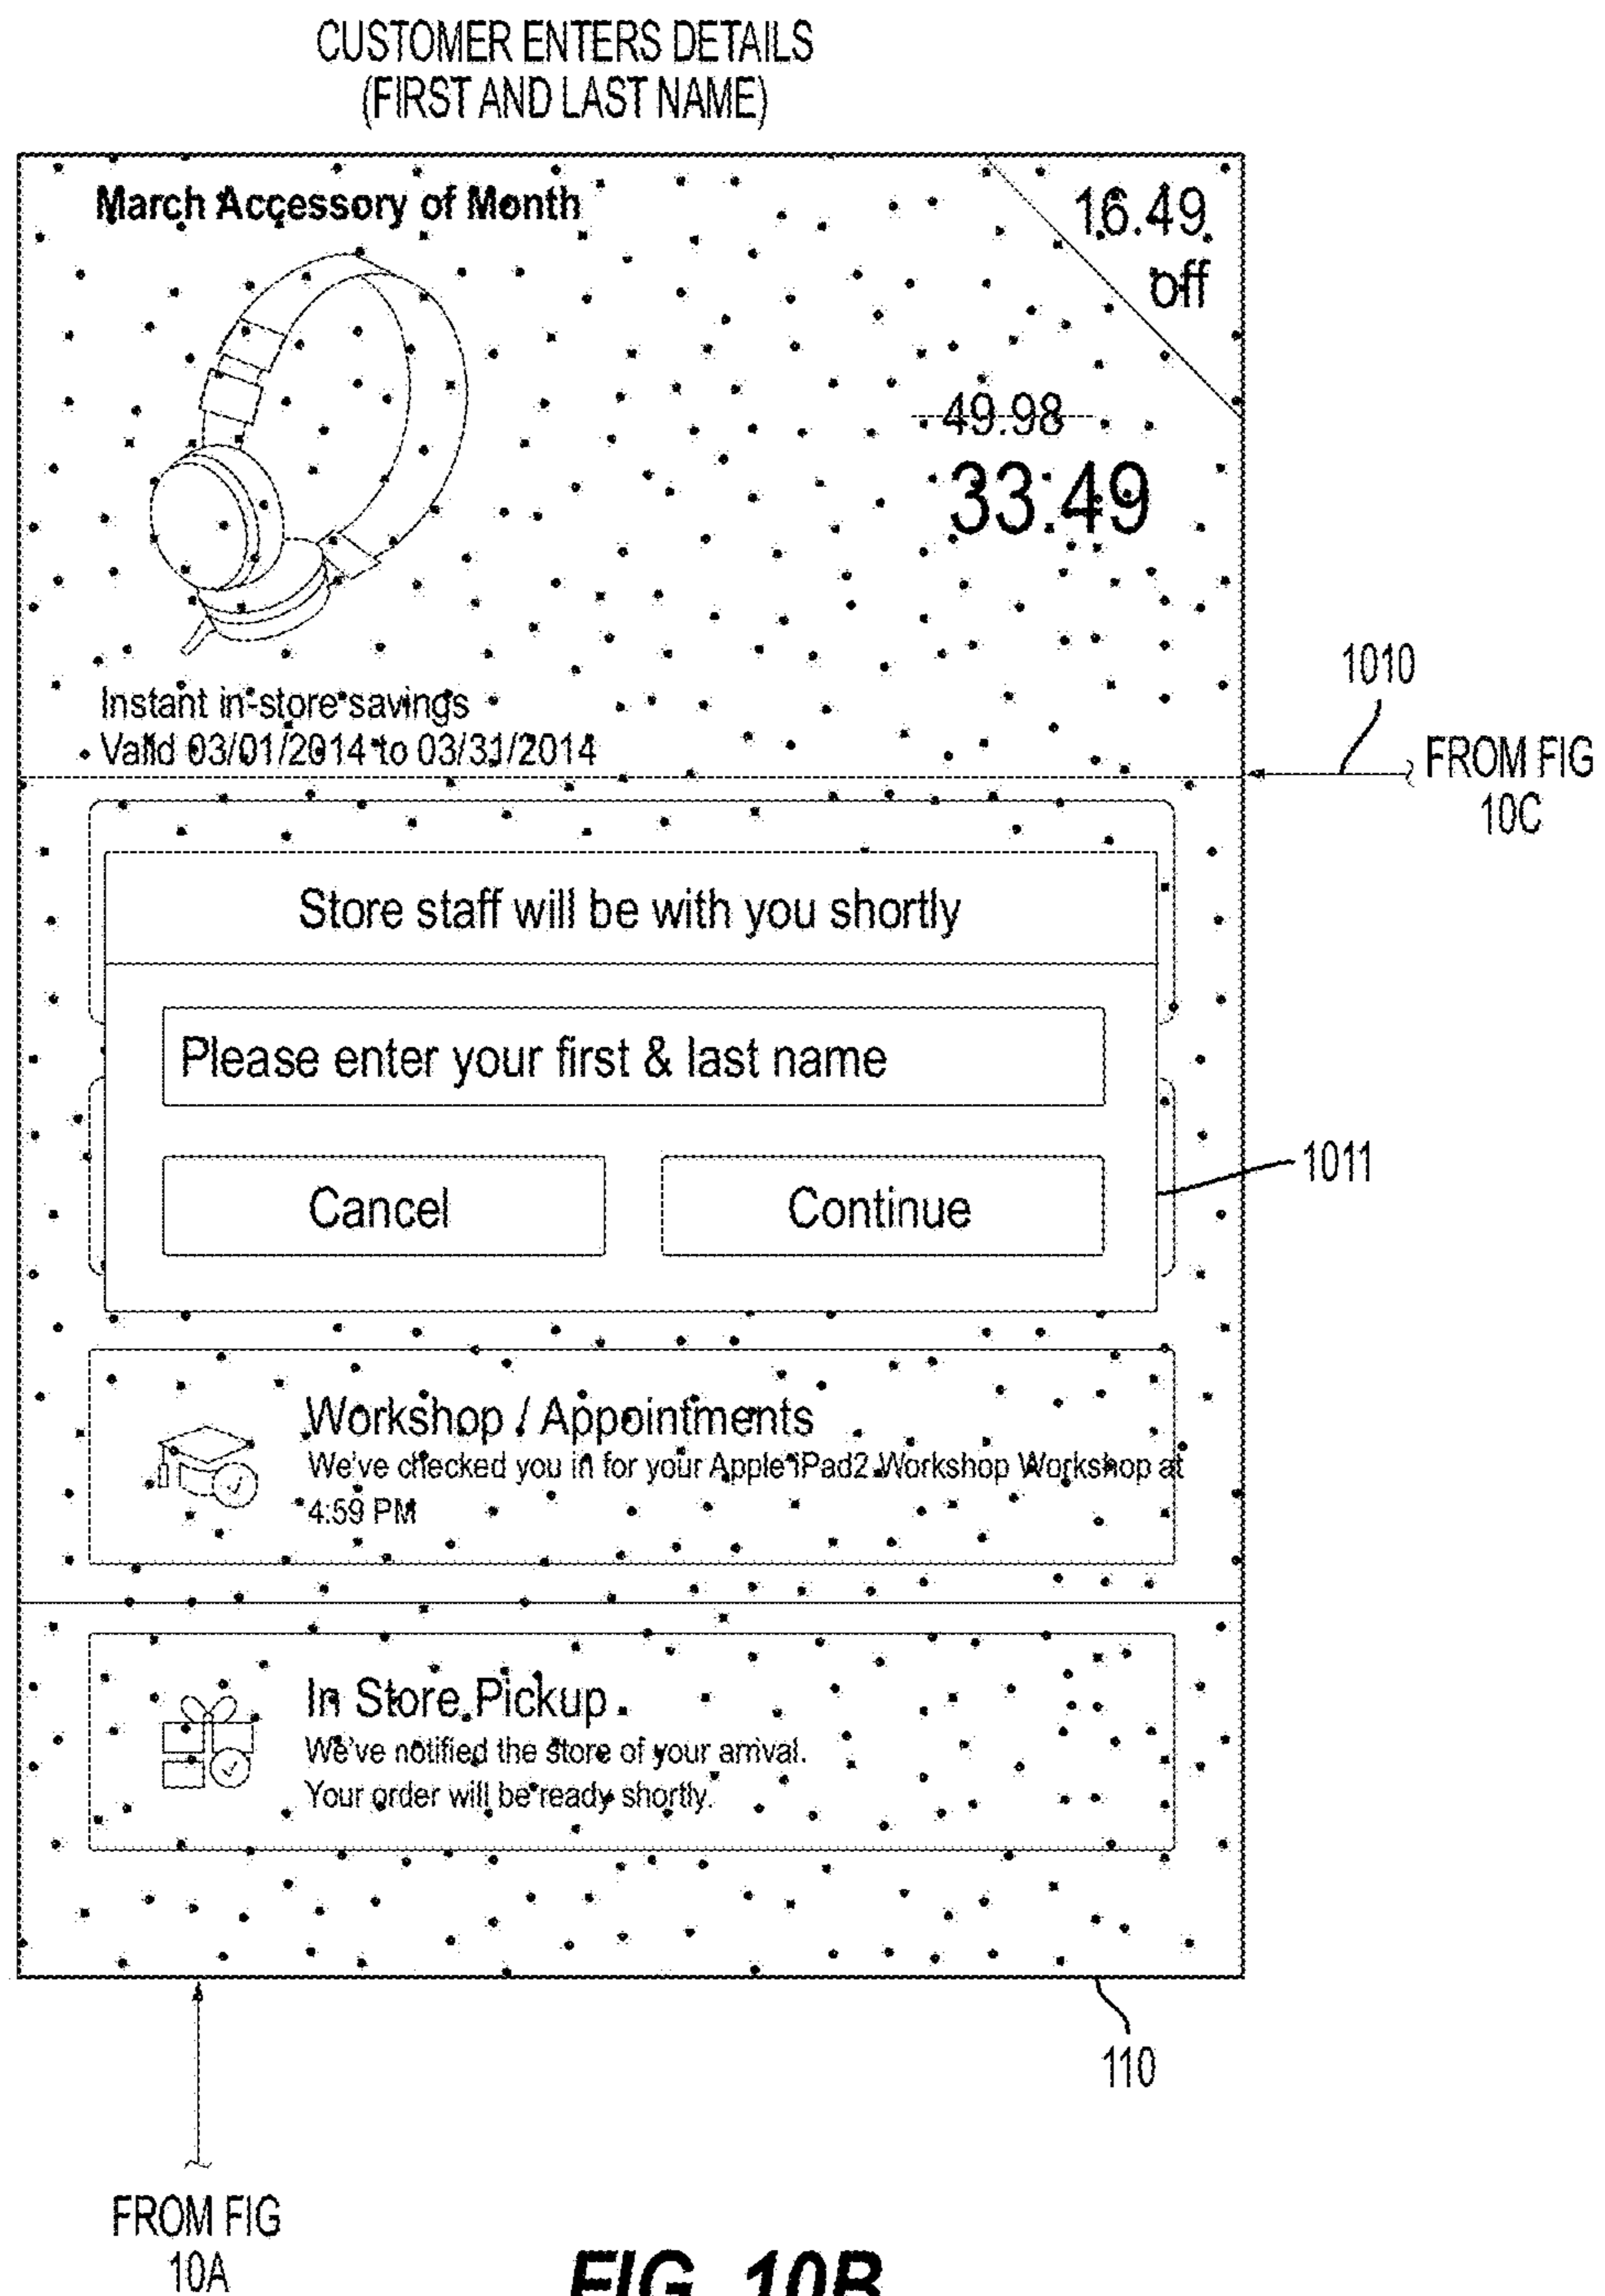 CUSTOMER ENTERS DETAILS
(FIRST AND LAST NAME)
March Accessory of Month
16.49
off
49.98
33.49
Instant in-store savings
Valid 03/01/2014 to 03/31/2014
1010
FROM FIG
10C
Store staff will be with you shortly
Please enter your first & last name
Cancel
Continue
1011
Workshop / Appointments
We've checked you in for your Apple iPad2 Workshop Workshop at
4:59 PM
In Store Pickup
We've notified the store of your arrival.
Your order will be ready shortly.
110
FROM FIG
10A
FIG. 10B